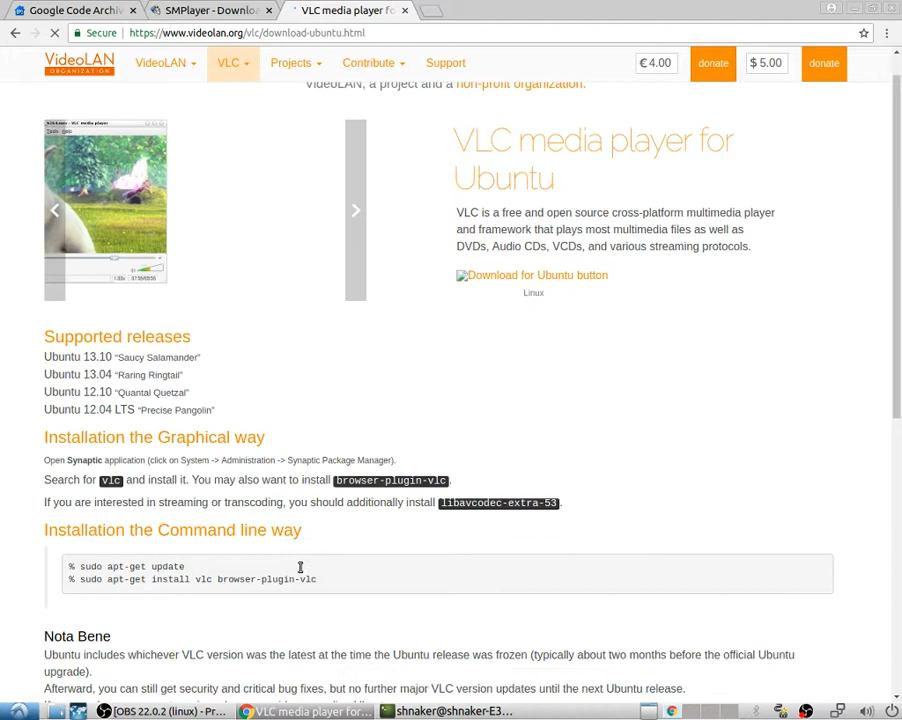 Google Code Archiv
SMPlayer - Downloa
VLC media player fo
Secure
https://www.videolan.org/vlc/download-ubuntu.html
VideoLAN
ORGANIZATION
VideoLAN
VLC
Projects
Contribute
Support
€ 4.00
donate
$ 5.00
donate
VideoLAN, a project and a non-profit organization.
Tools Help
VLC media player for
Ubuntu
VLC is a free and open source cross-platform multimedia player
and framework that plays most multimedia files as well as
DVDs, Audio CDs, VCDs, and various streaming protocols.
Download for Ubuntu button
Linux
1.00x
Supported releases
Ubuntu 13.10 “Saucy Salamander”
Ubuntu 13.04 “Raring Ringtail”
Ubuntu 12.10 “Quantal Quetzal”
Ubuntu 12.04 LTS “Precise Pangolin”
Installation the Graphical way
Open Synaptic application (click on System -> Administration -> Synaptic Package Manager).
Search for vlc and install it. You may also want to install browser-plugin-vlc.
If you are interested in streaming or transcoding, you should additionally install libavcodec-extra-53.
Installation the Command line way
% sudo apt-get update
% sudo apt-get install vlc browser-plugin-vlc
Nota Bene
Ubuntu includes whichever VLC version was the latest at the time the Ubuntu release was frozen (typically about two months before the official Ubuntu
upgrade).
Afterward, you can still get security and critical bug fixes, but no further major VLC version updates until the next Ubuntu release.
[OBS 22.0.2 (linux) - Pr...
VLC media player for...
shnaker@shnaker-E3...